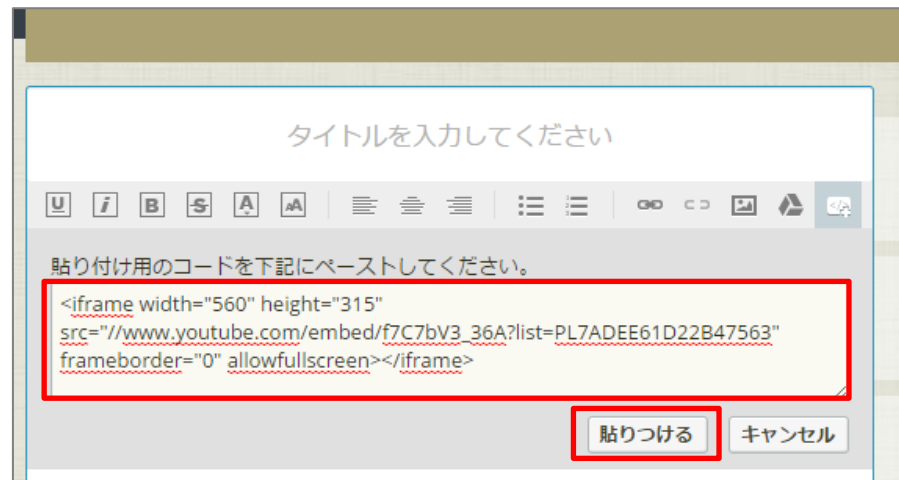 タイトルを入力してください
U i B S A AA
貼り付け用のコードを下記にペーストしてください。
<iframe width="560" height="315"
src="//www.youtube.com/embed/f7C7bV3_36A?list=PL7ADEE61D22B47563"
frameborder="0" allowfullscreen></iframe>
貼りつける キャンセル